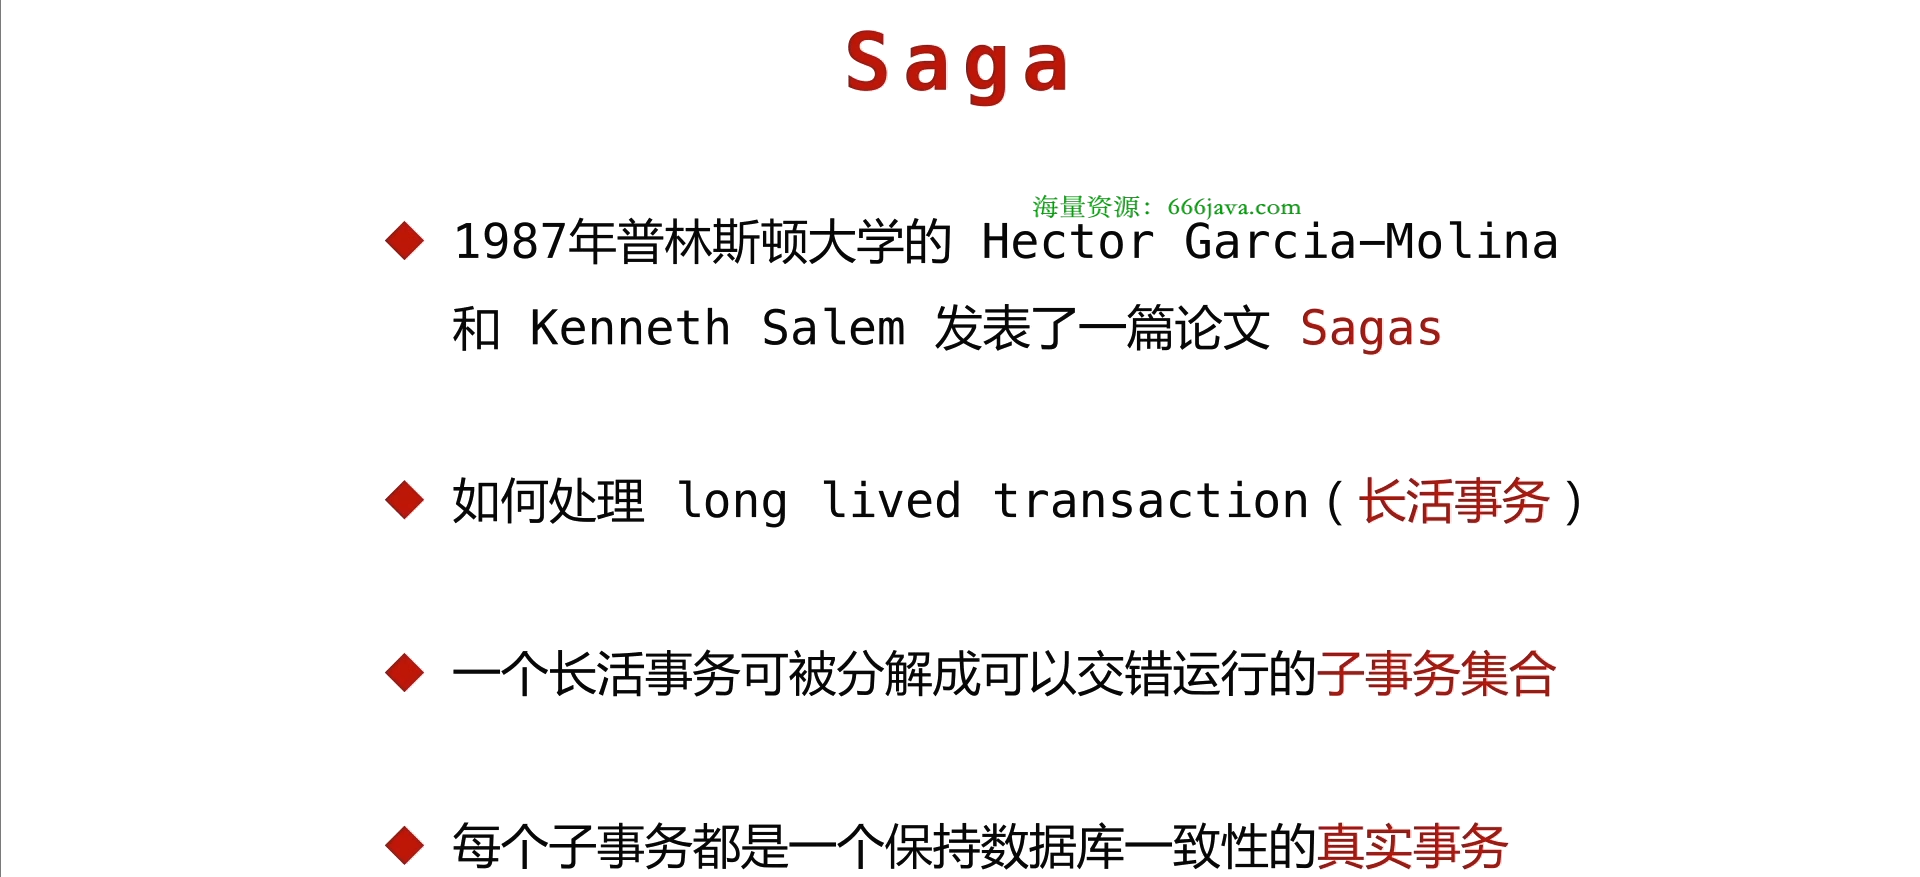 Saga
海量资源：666java.com
1987年普林斯顿大学的 Hector Garcia–Molina
和 Kenneth Salem 发表了一篇论文 Sagas
如何处理 long lived transaction(长活事务)
一个长活事务可被分解成可以交错运行的子事务集合
每个子事务都是一个保持数据库一致性的真实事务